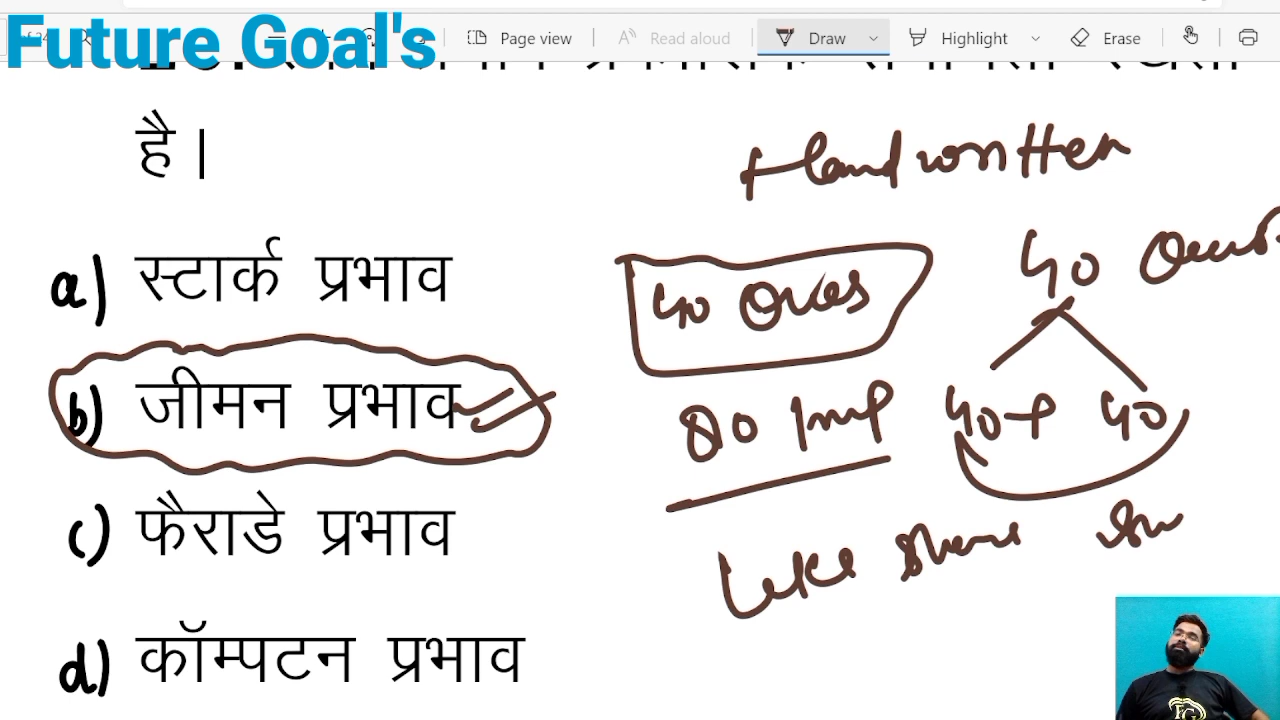 Future Goal's
Page view
Read aloud
Draw
Highlight
Erase
है।
Handwritten
a) स्टार्क प्रभाव
40 Ques
40
b) जीमन प्रभाव
80 Imp
40 + 40
c) फैराडे प्रभाव
Like Share
d) कॉम्पटन प्रभाव
FG